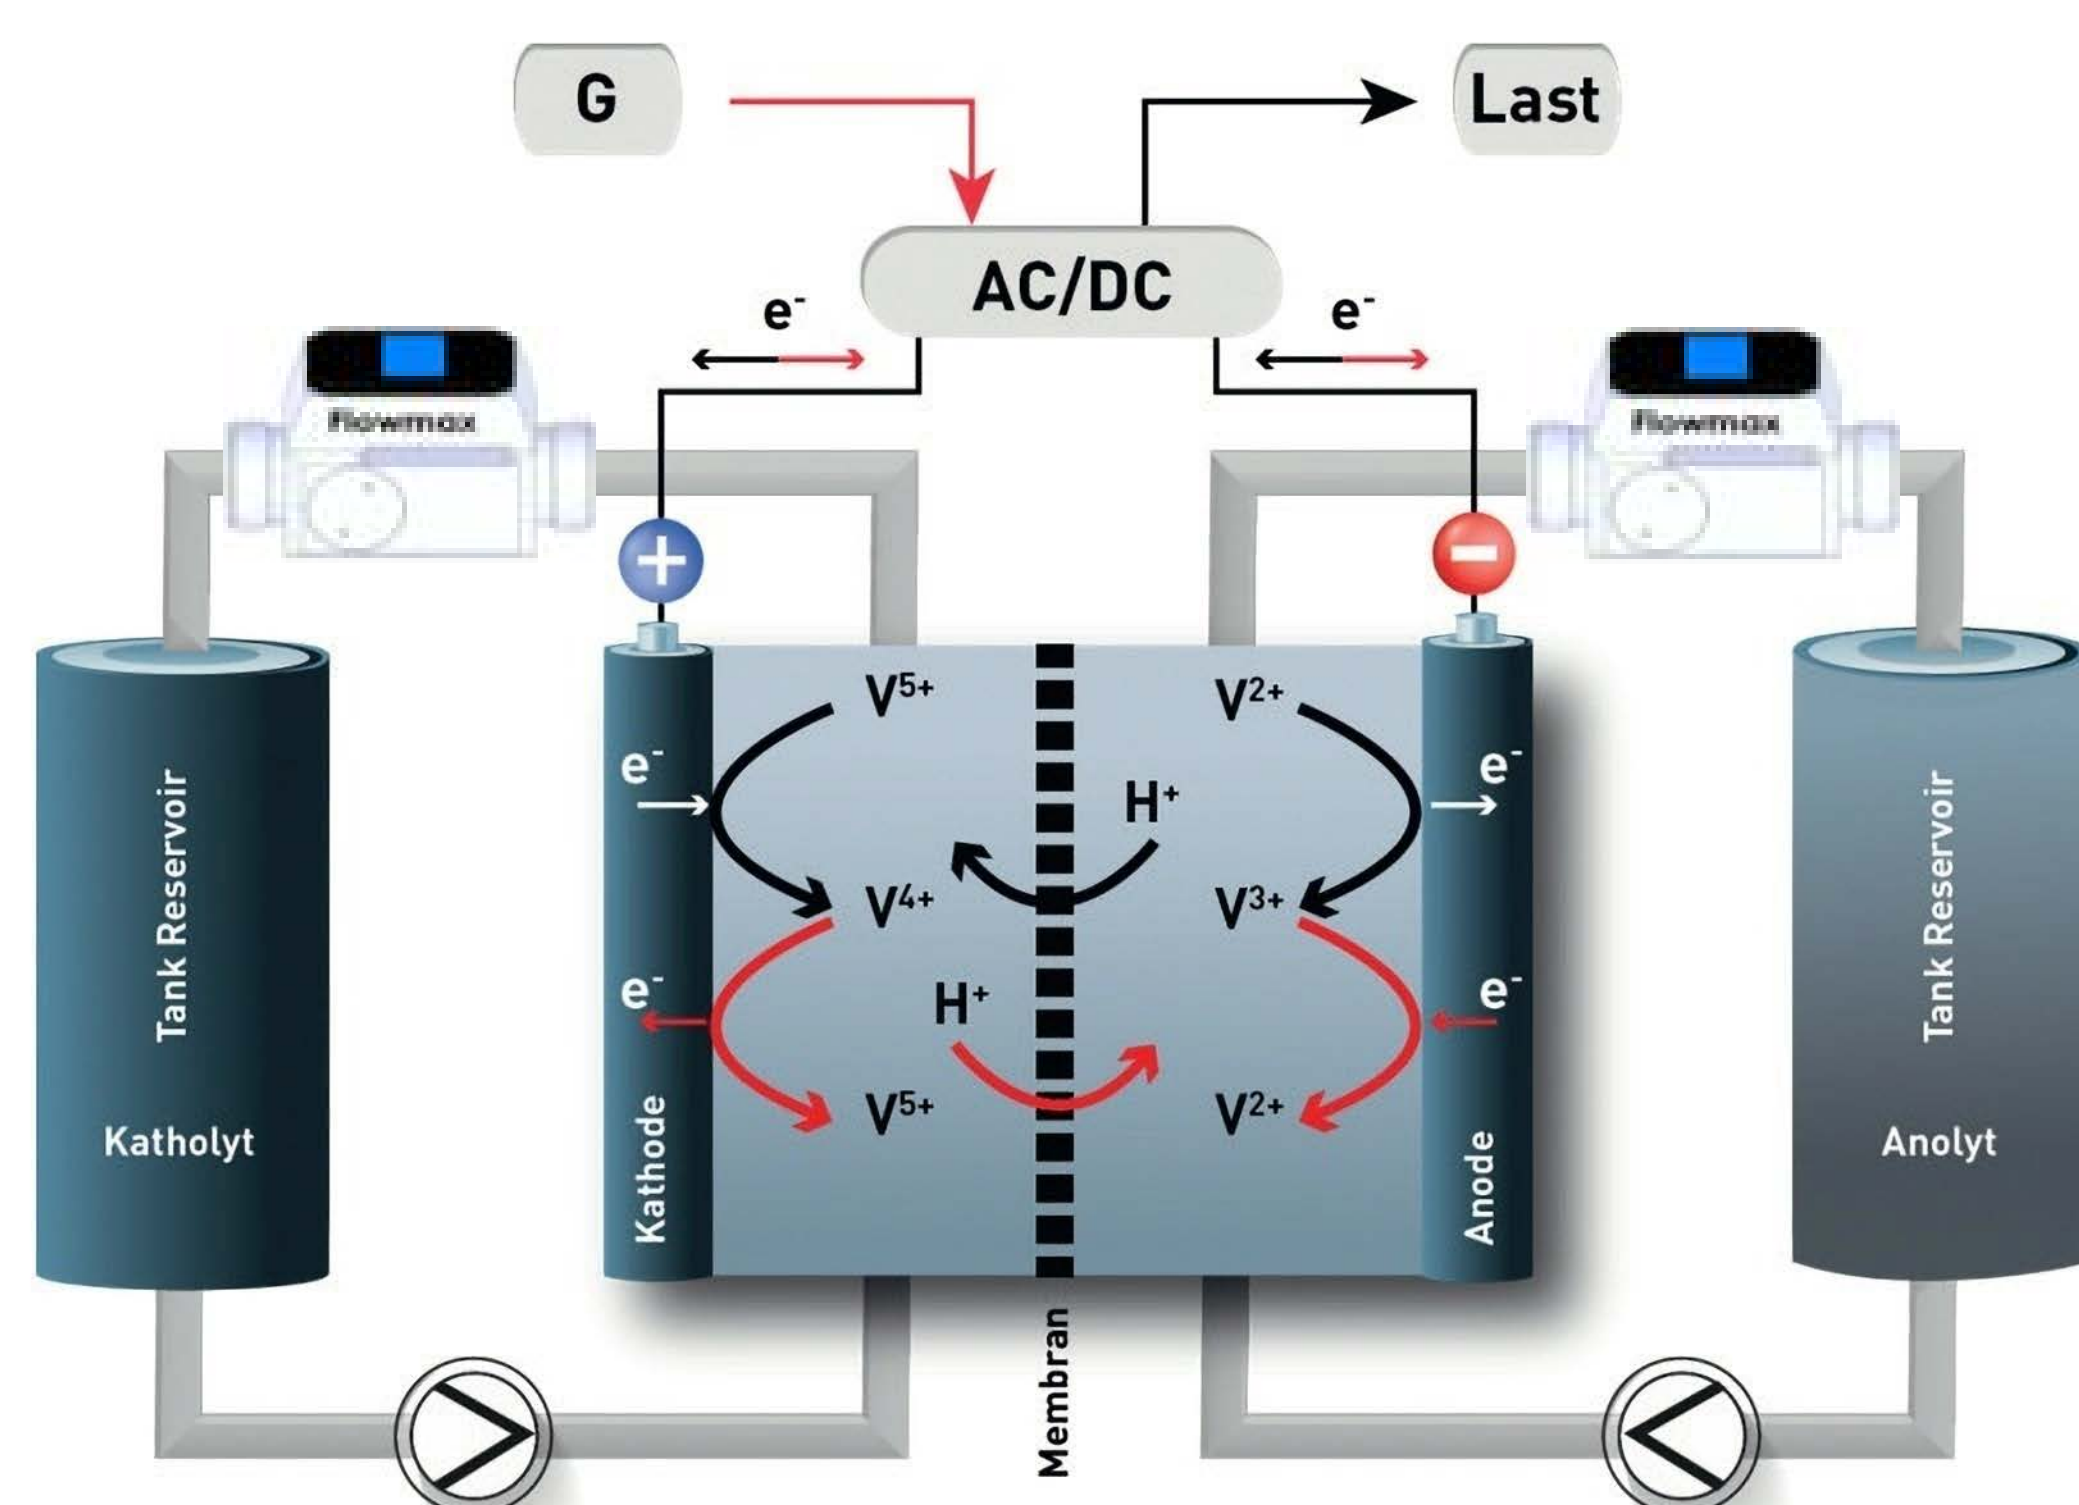 G
Last
AC/DC
e⁻
e⁻
Flowmax
Flowmax
+
−
V⁵⁺
V²⁺
e⁻
e⁻
H⁺
V⁴⁺
V³⁺
e⁻
H⁺
e⁻
V⁵⁺
V²⁺
Tank Reservoir
Katholyt
Kathode
Membran
Anode
Tank Reservoir
Anolyt